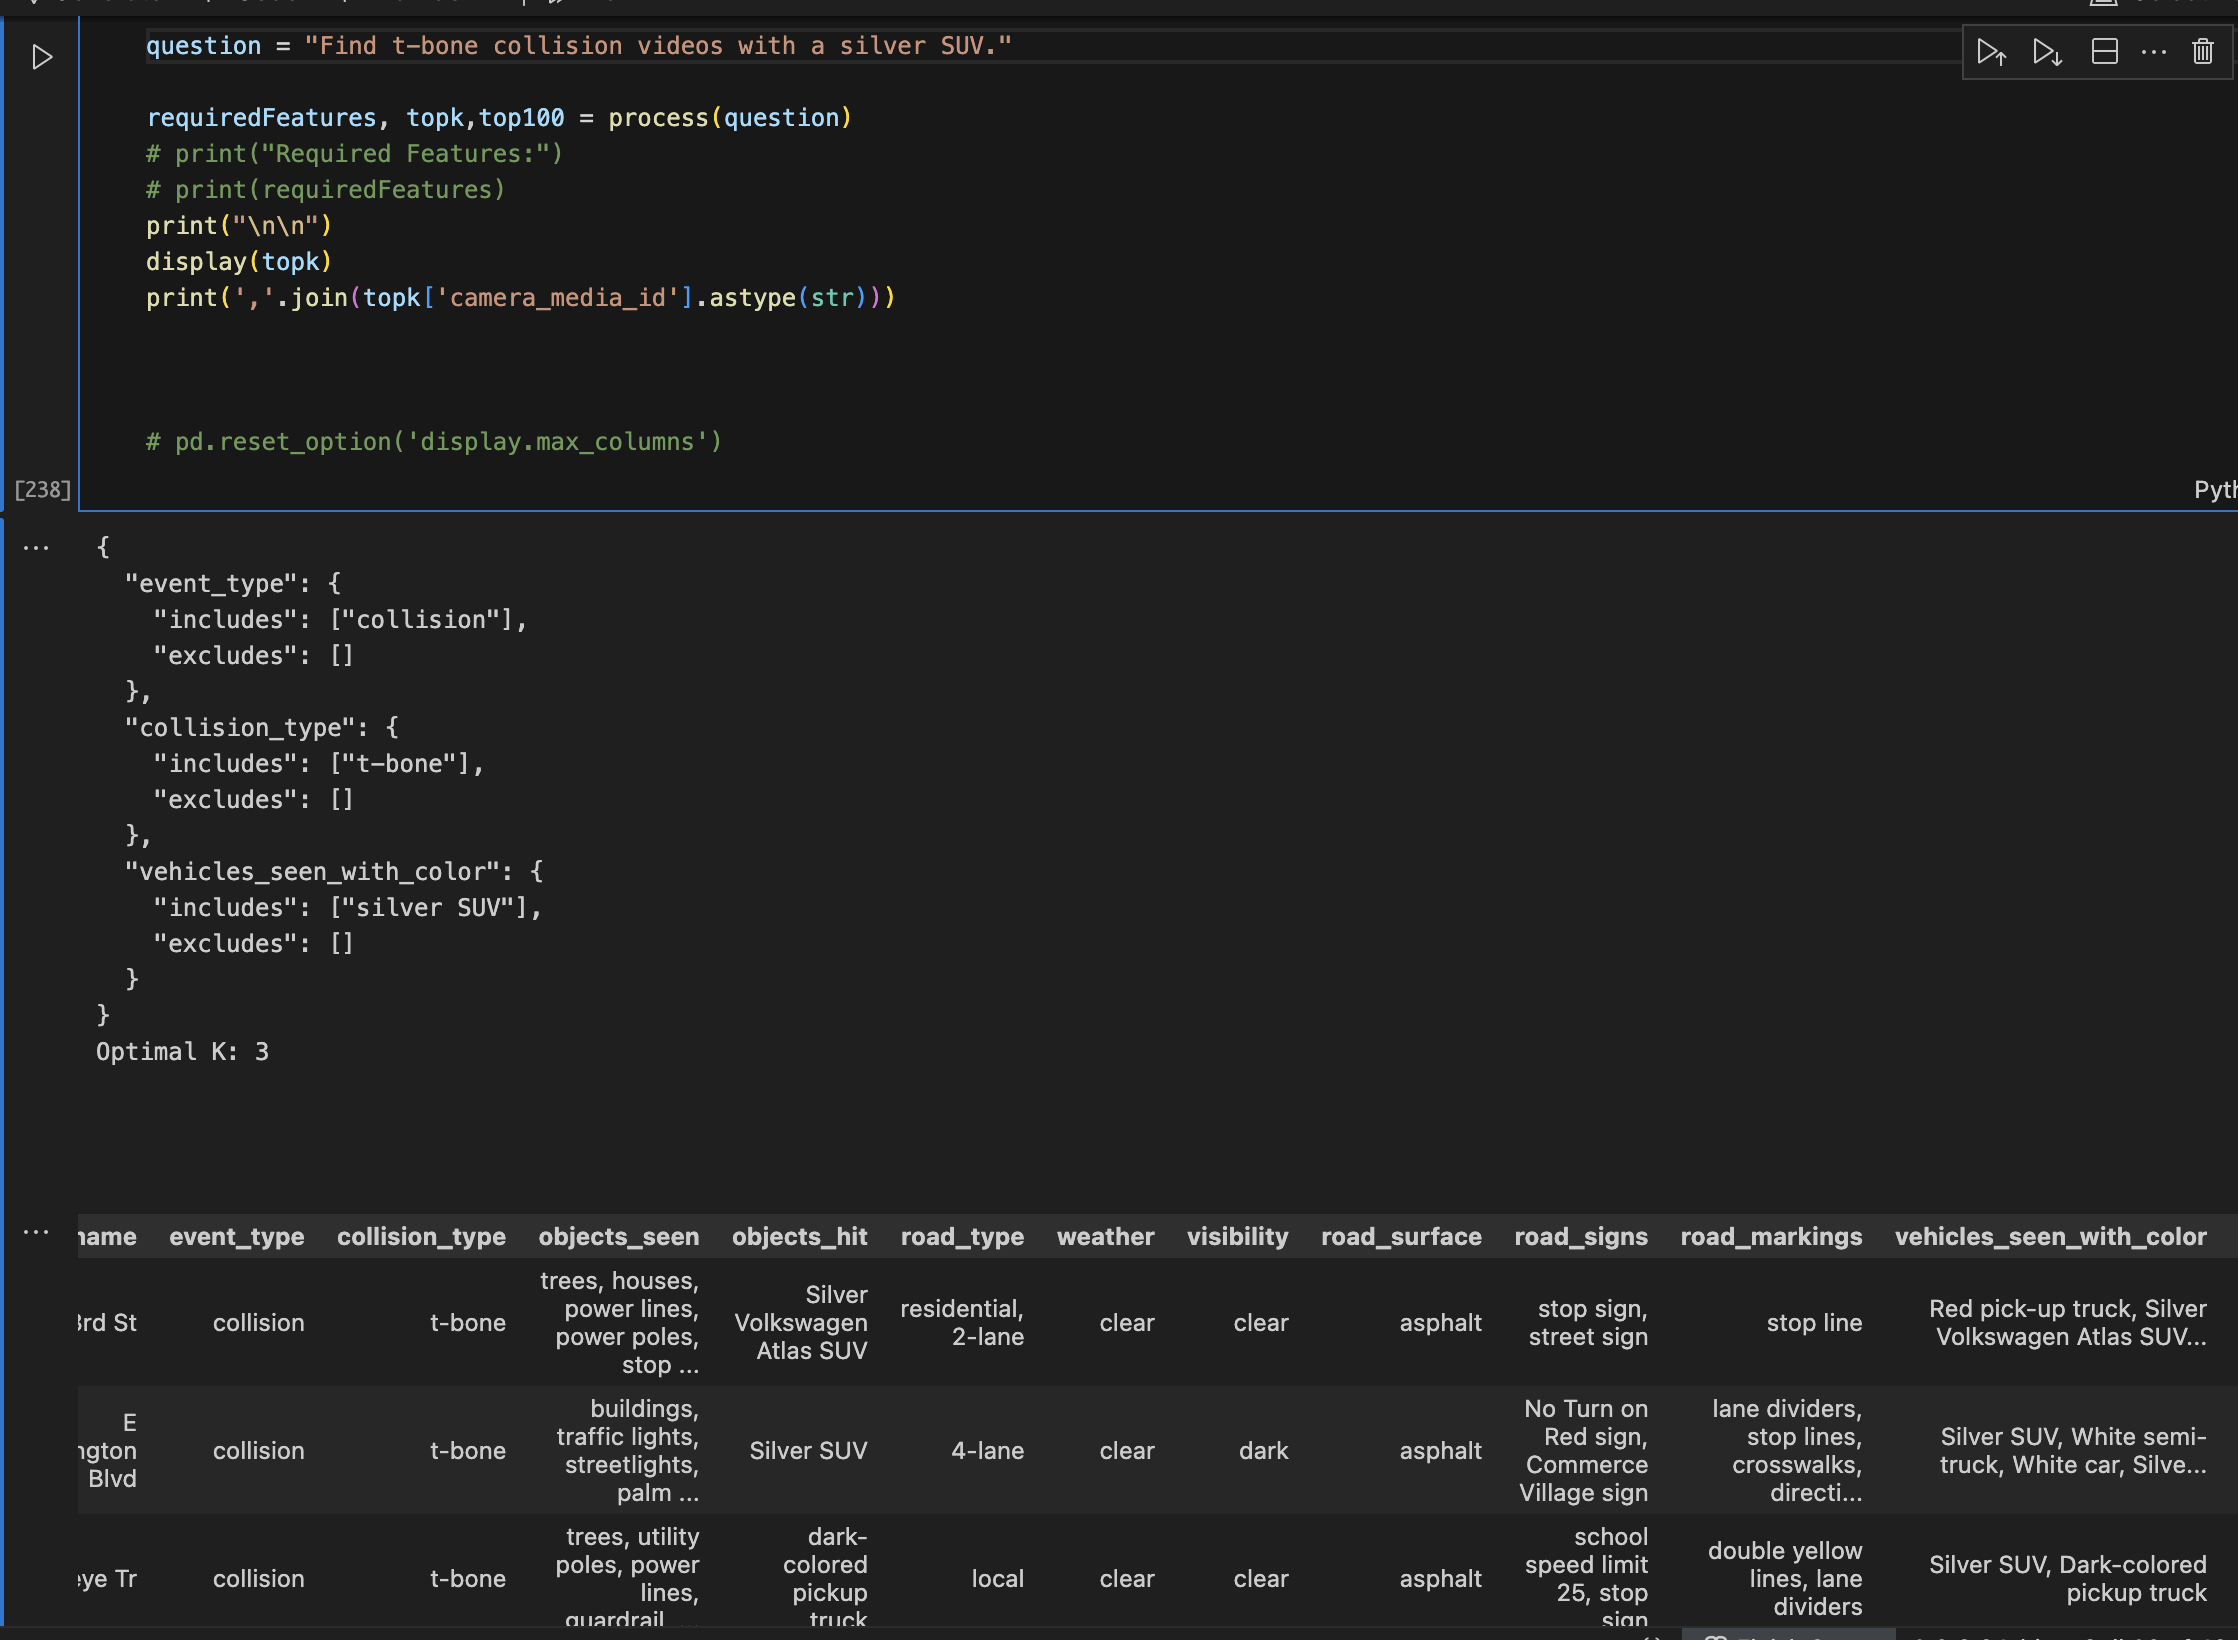 question = "Find t-bone collision videos with a silver SUV."
requiredFeatures, topk,top100 = process(question)
# print("Required Features:")
# print(requiredFeatures)
print("\n\n")
display(topk)
print(','.join(topk['camera_media_id'].astype(str)))
# pd.reset_option('display.max_columns')
[238]
{
"event_type": {
"includes": ["collision"],
"excludes": []
},
"collision_type": {
"includes": ["t-bone"],
"excludes": []
},
"vehicles_seen_with_color": {
"includes": ["silver SUV"],
"excludes": []
}
}
Optimal K: 3
name event_type collision_type objects_seen objects_hit road_type weather visibility road_surface road_signs road_markings vehicles_seen_with_color
3rd St
collision
t-bone
trees, houses,
power lines,
power poles,
stop ...
Silver
Volkswagen
Atlas SUV
residential,
2-lane
clear
clear
asphalt
stop sign,
street sign
stop line
Red pick-up truck, Silver
Volkswagen Atlas SUV...
E
ngton
Blvd
collision
t-bone
buildings,
traffic lights,
streetlights,
palm ...
Silver SUV
4-lane
clear
dark
asphalt
No Turn on
Red sign,
Commerce
Village sign
lane dividers,
stop lines,
crosswalks,
directi...
Silver SUV, White semi-
truck, White car, Silve...
eye Tr
collision
t-bone
trees, utility
poles, power
lines,
guardrail
dark-
colored
pickup
truck
local
clear
clear
asphalt
school
speed limit
25, stop
sign
double yellow
lines, lane
dividers
Silver SUV, Dark-colored
pickup truck